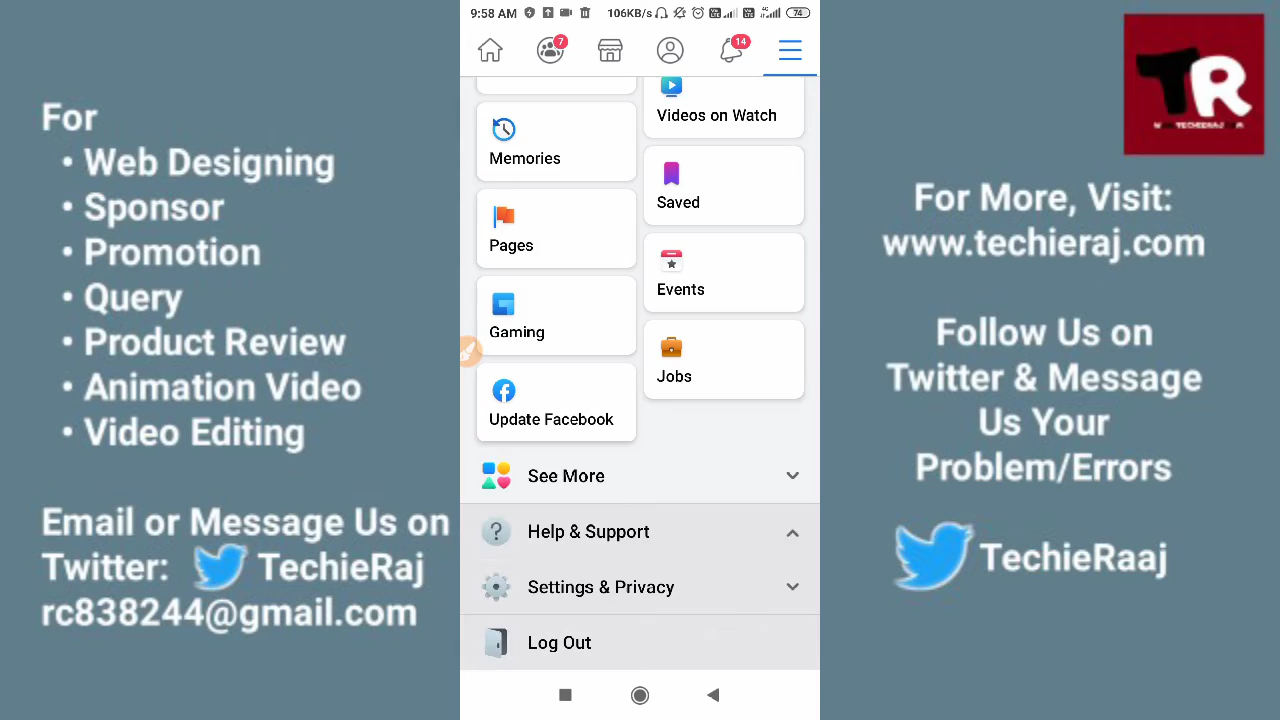 For
• Web Designing
• Sponsor
• Promotion
• Query
• Product Review
• Animation Video
• Video Editing
Email or Message Us on
Twitter: TechieRaj
rc838244@gmail.com
9:58 AM 106KB/s 4G 74
7
14
Videos on Watch
Memories
Saved
Pages
Events
Gaming
Jobs
Update Facebook
See More
Help & Support
Settings & Privacy
Log Out
TR
For More, Visit:
www.techieraj.com
Follow Us on
Twitter & Message
Us Your
Problem/Errors
TechieRaaj